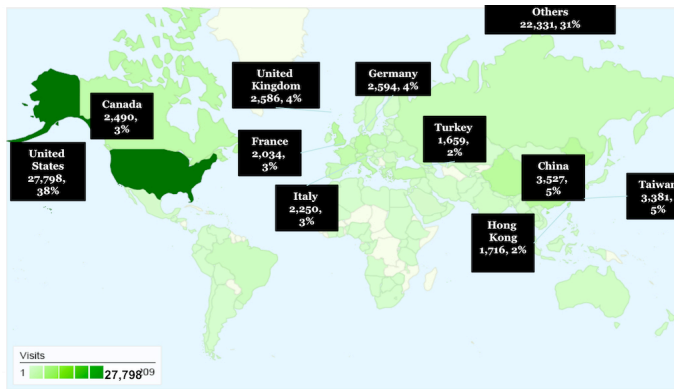 Others
22,331, 31%
United
Kingdom
2,586, 4%
Germany
2,594, 4%
Canada
2,490,
3%
Turkey
1,659,
2%
France
2,034,
3%
United
States
27,798,
38%
China
3,527,
5%
Taiwan
3,381,
5%
Italy
2,250,
3%
Hong
Kong
1,716, 2%
Visits
1 27,798